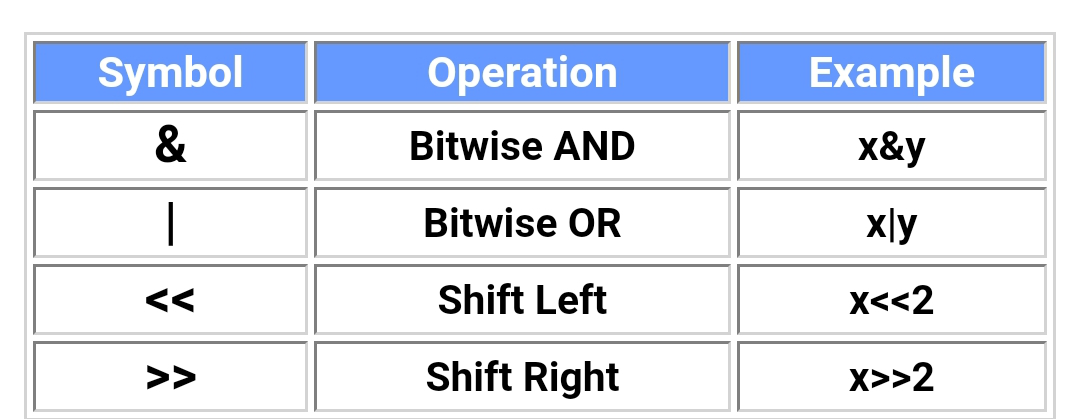 Symbol Operation Example
& Bitwise AND x&y
| Bitwise OR x|y
<< Shift Left x<<2
>> Shift Right x>>2